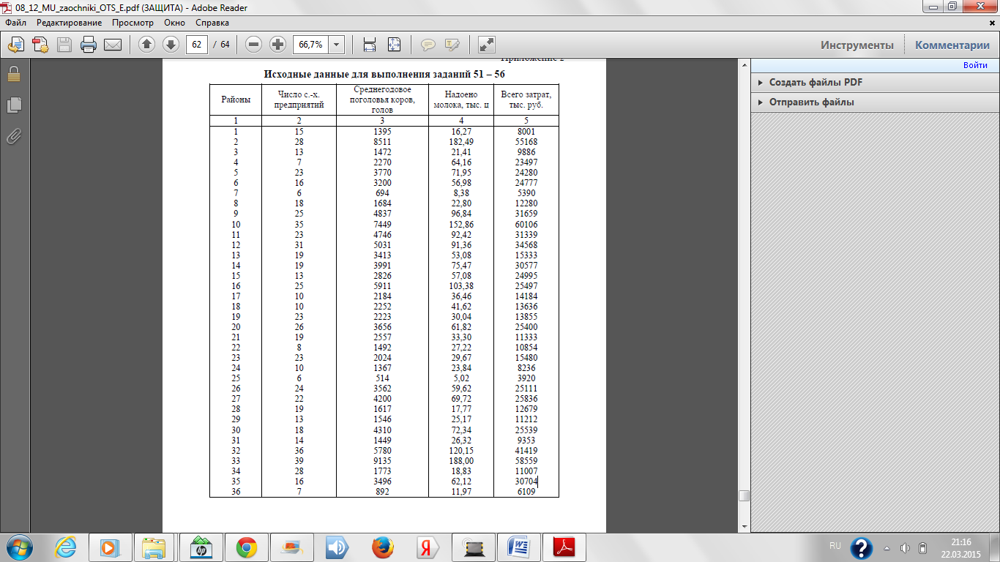 08_12_MU_zaochniki_OTS_E.pdf (ЗАЩИТА) - Adobe Reader
Файл Редактирование Просмотр Окно Справка
62 / 64 66,7% Инструменты Комментарии
Войти
Создать файлы PDF
Отправить файлы
Приложение 2
Исходные данные для выполнения заданий 51 – 56
Районы Число с.-х. предприятий Среднегодовое поголовья коров, голов Надоено молока, тыс. ц Всего затрат, тыс. руб.
1 2 3 4 5
1 15 1395 16,27 8001
2 28 8511 182,49 55168
3 13 1472 21,41 9886
4 7 2270 64,16 23497
5 23 3770 71,95 24280
6 16 3200 56,98 24777
7 6 694 8,38 5390
8 18 1684 22,80 12280
9 25 4837 96,84 31659
10 35 7449 152,86 60106
11 23 4746 92,42 31339
12 31 5031 91,36 34568
13 19 3413 53,08 15333
14 19 3991 75,47 30577
15 13 2826 57,08 24995
16 25 5911 103,38 25497
17 10 2184 36,46 14184
18 10 2252 41,62 13636
19 23 2223 30,04 13855
20 26 3656 61,82 25400
21 19 2557 33,30 11333
22 8 1492 27,22 10854
23 23 2024 29,67 15480
24 10 1367 23,84 8236
25 6 514 5,02 3920
26 24 3562 59,62 25111
27 22 4200 69,72 25836
28 19 1617 17,77 12679
29 13 1546 25,17 11212
30 18 4310 72,34 25539
31 14 1449 26,32 9353
32 36 5780 120,15 41419
33 39 9135 188,00 58559
34 28 1773 18,83 11007
35 16 3496 62,12 30704
36 7 892 11,97 6109
RU 21:16
22.03.2015